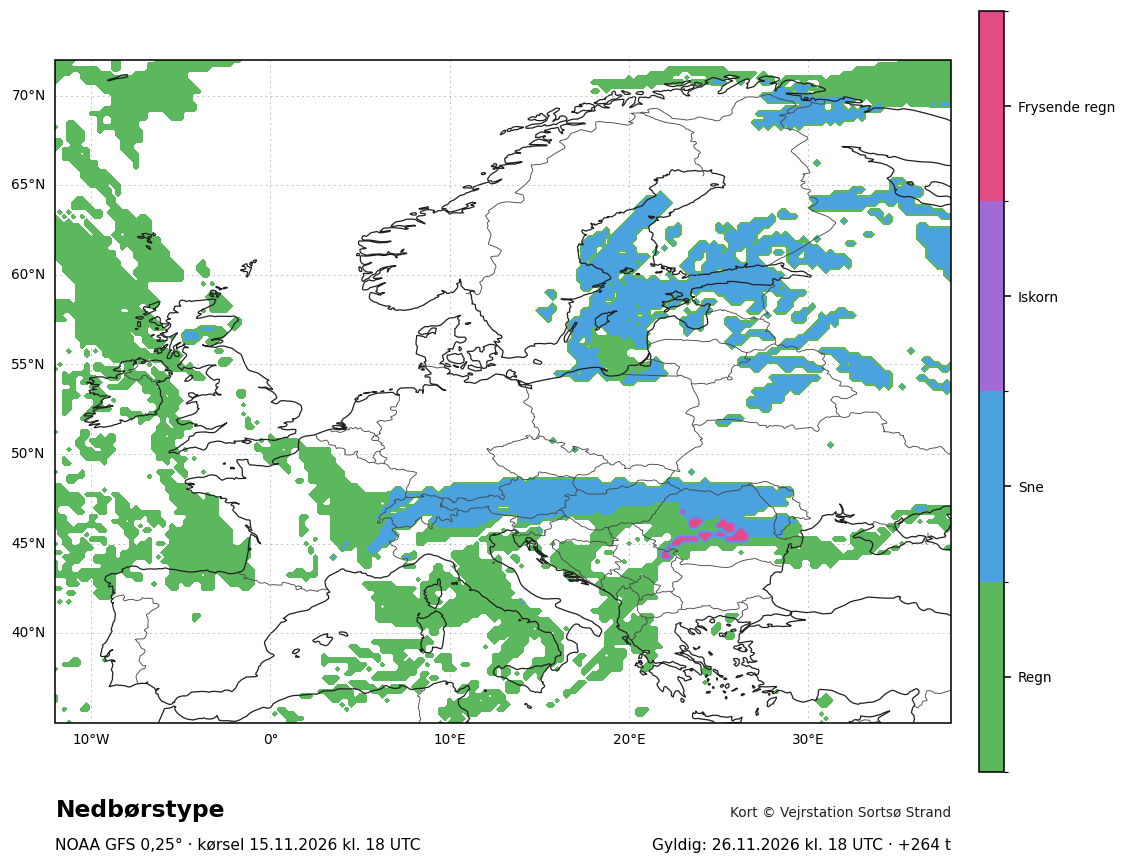 70°N
65°N
60°N
55°N
50°N
45°N
40°N
10°W
0°
10°E
20°E
30°E
Frysende regn
Iskorn
Sne
Regn
Nedbørstype
Kort © Vejrstation Sortsø Strand
NOAA GFS 0,25° · kørsel 15.11.2026 kl. 18 UTC
Gyldig: 26.11.2026 kl. 18 UTC · +264 t